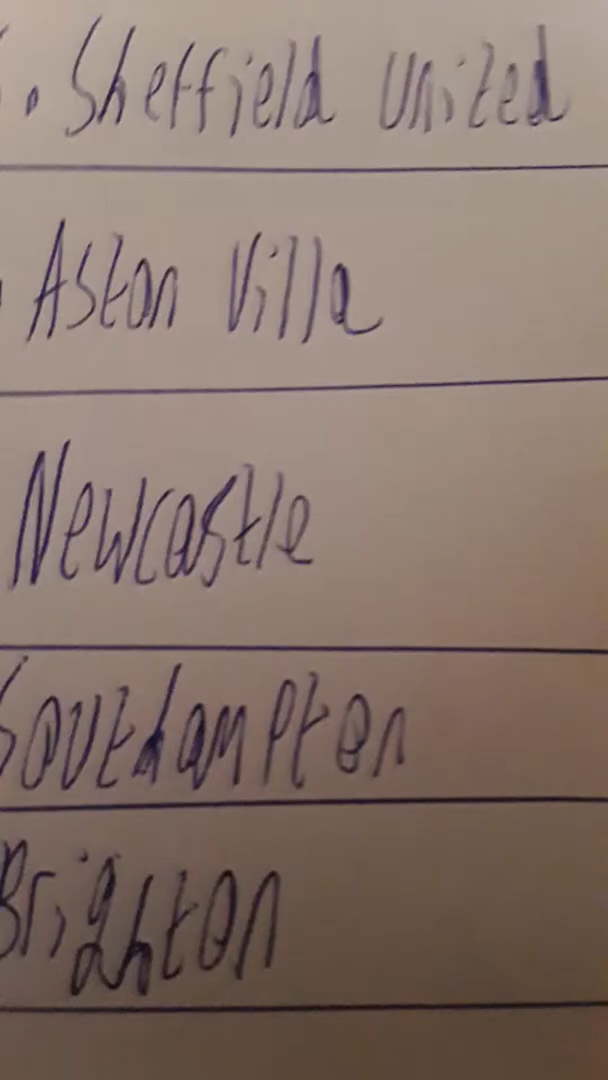 . Sheffield United
Aston Villa
Newcastle
Southampton
Brighton